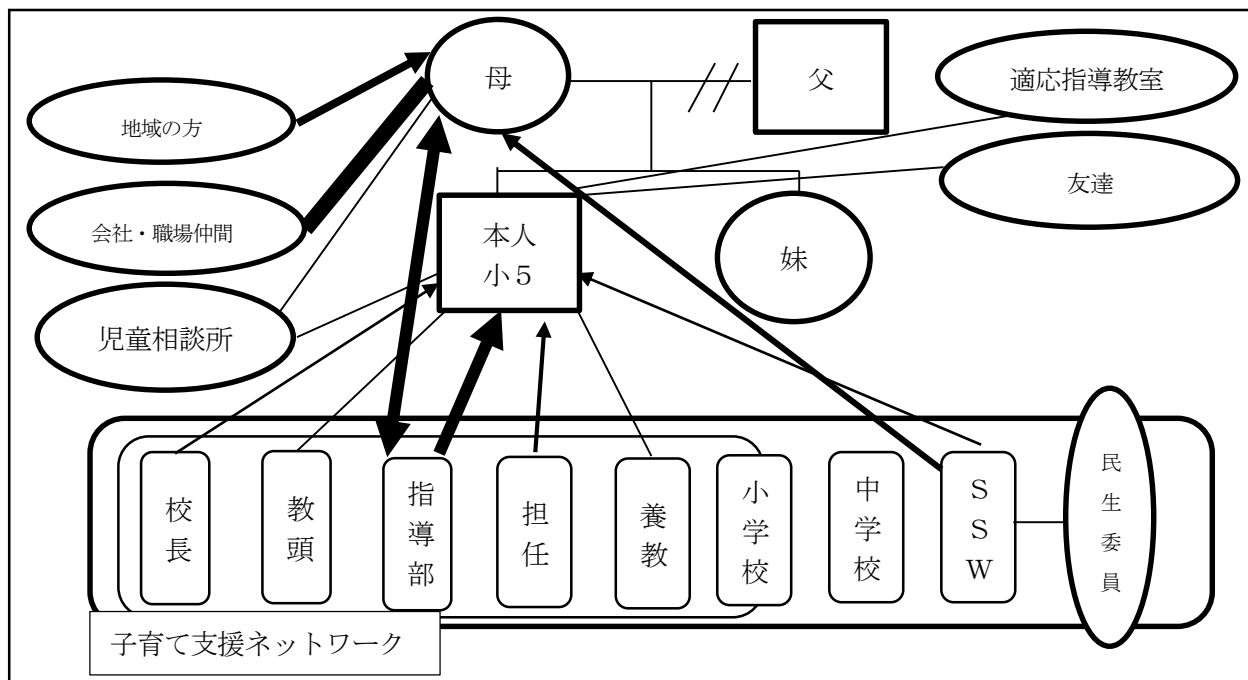 母
父
適応指導教室
地域の方
友達
会社・職場仲間
本人
小５
妹
児童相談所
校長
教頭
指導部
担任
養教
小学校
中学校
ＳＳＷ
民生委員
子育て支援ネットワーク